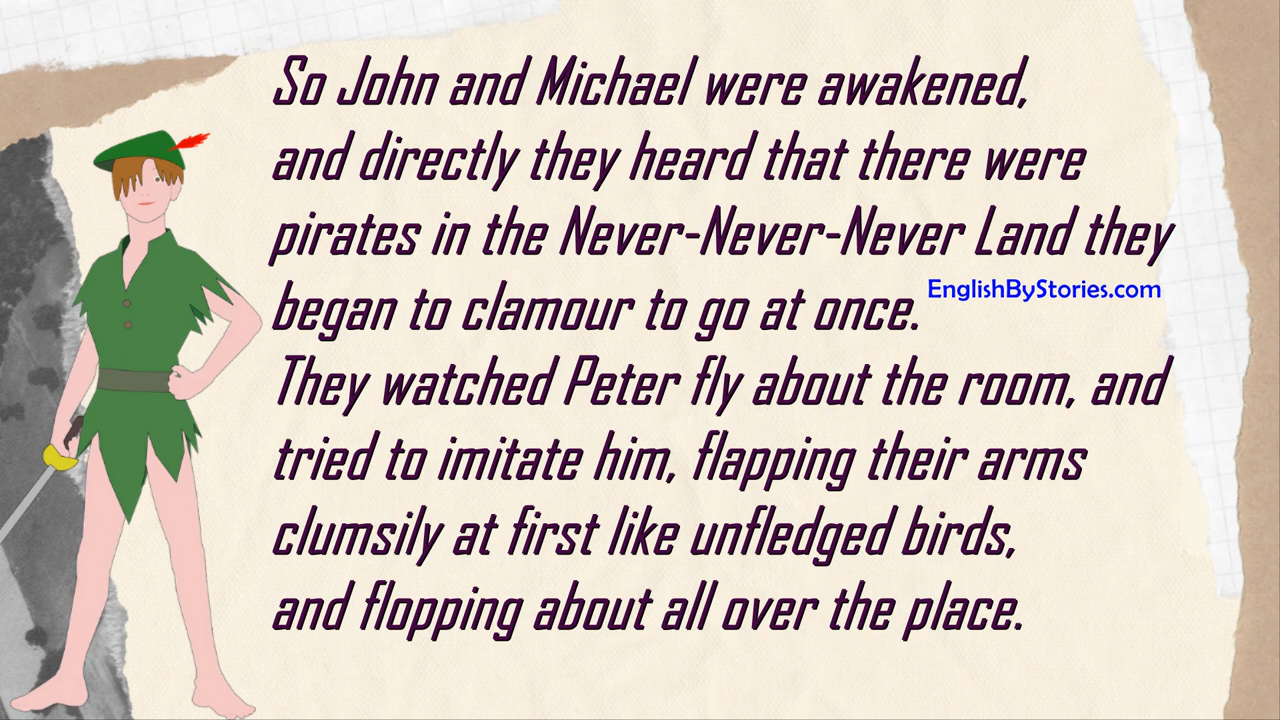 So John and Michael were awakened,
and directly they heard that there were
pirates in the Never-Never-Never Land they
began to clamour to go at once.
EnglishByStories.com
They watched Peter fly about the room, and
tried to imitate him, flapping their arms
clumsily at first like unfledged birds,
and flopping about all over the place.